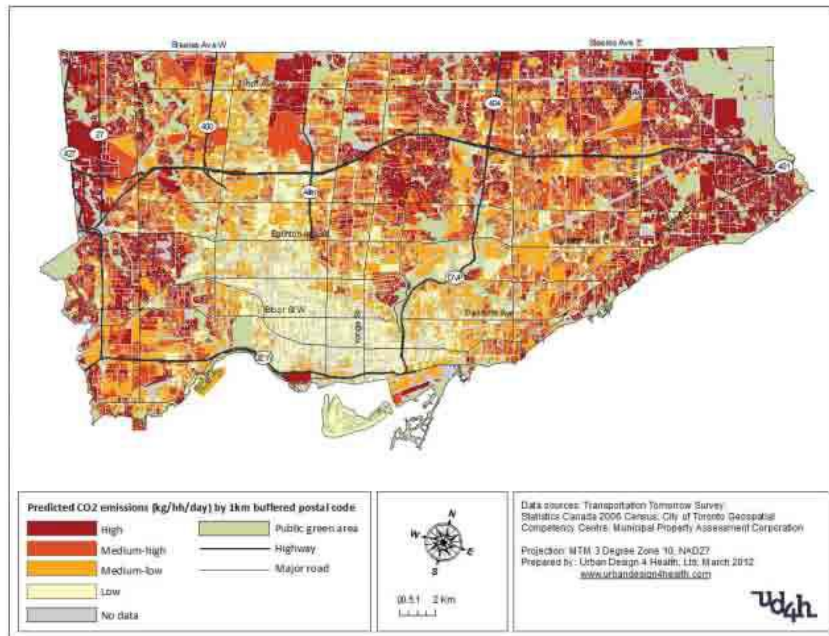 Steeles Ave W
Steeles Ave E
404
400
27
427
401
Eglinton
DVP
Bloor St W
Danforth Ave
Yonge St
Predicted CO2 emissions (kg/hh/day) by 1km buffered postal code
High
Medium-high
Medium-low
Low
No data
Public green area
Highway
Major road
N
W
E
S
2 Km
Data sources: Transportation Tomorrow Survey;
Statistics Canada 2006 Census; City of Toronto Geospatial
Competency Centre; Municipal Property Assessment Corporation
Projection: MTM 3 Degree Zone 10, NAD27
Prepared by: Urban Design 4 Health, Ltd. March 2012
www.urbandesign4health.com
ud4h